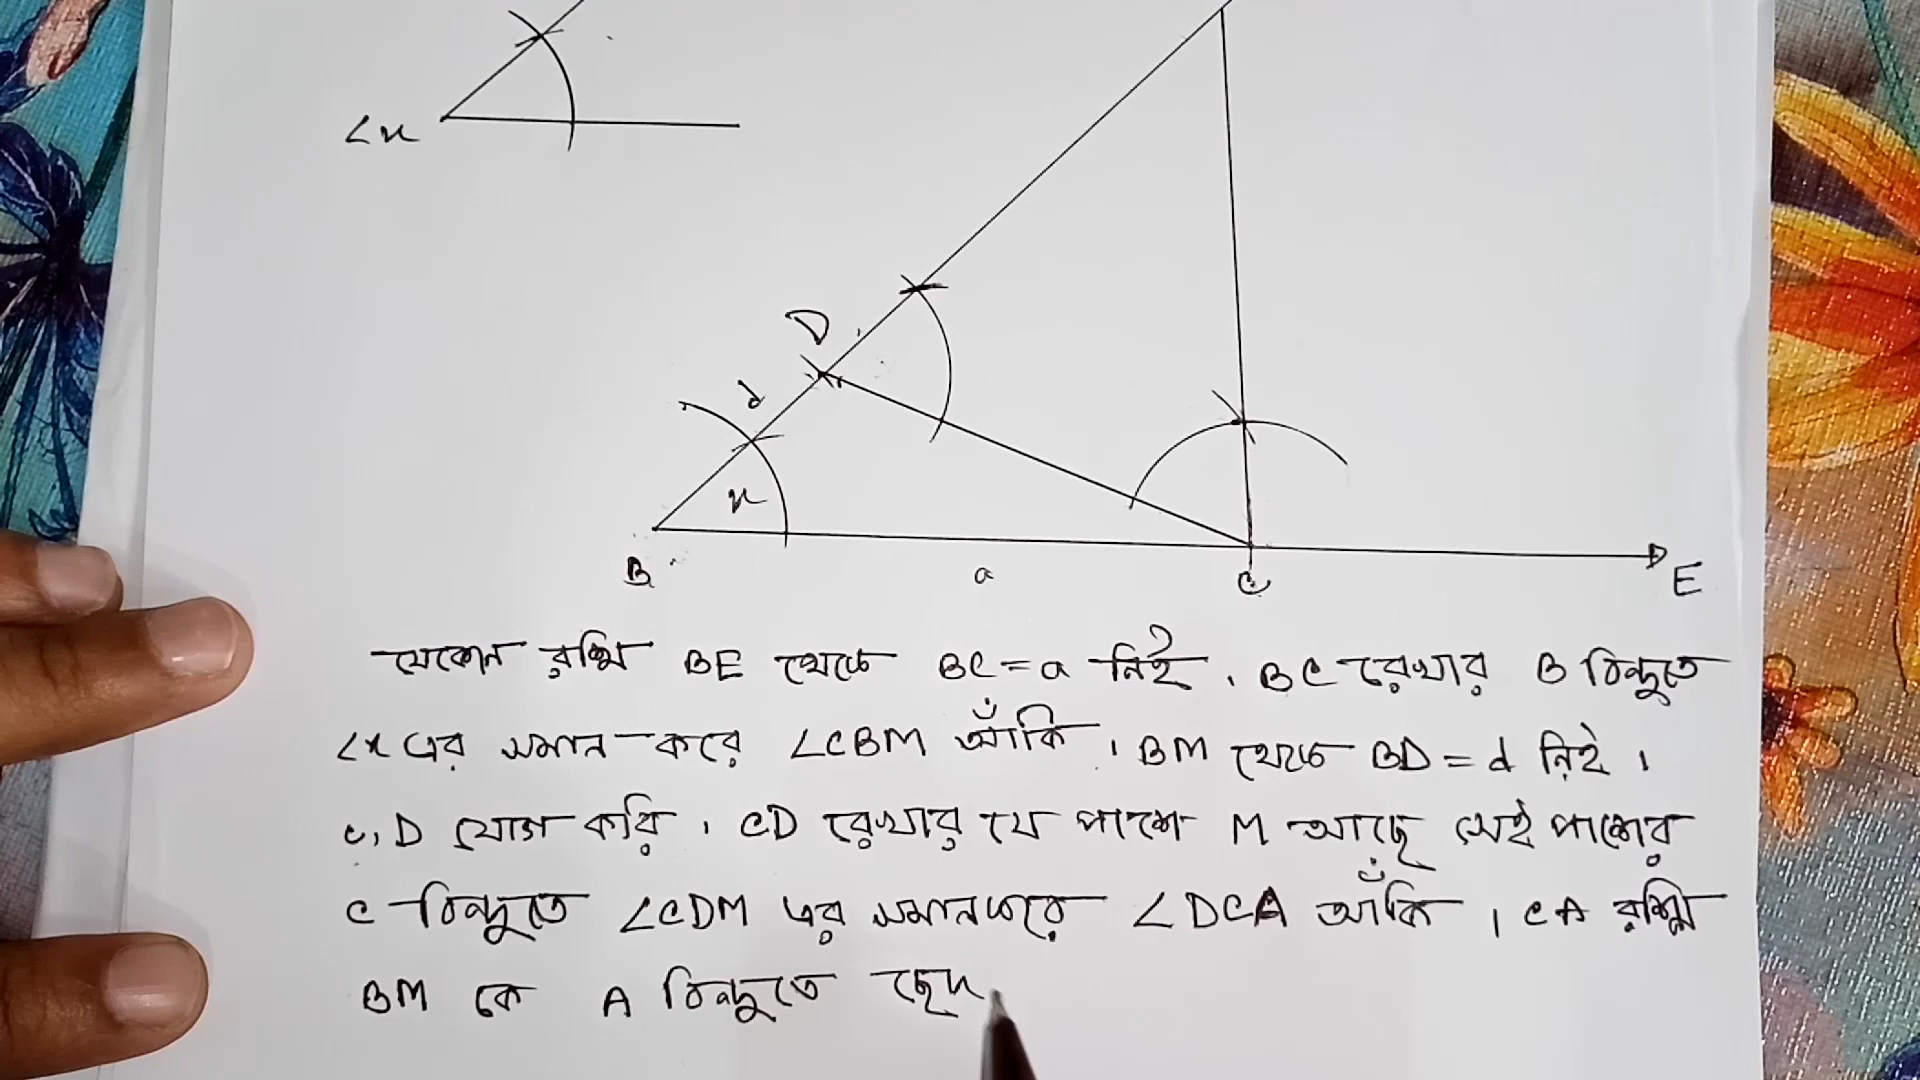 ∠x
D
d
x
B
a
C
E
যেকোন রশ্মি BE থেকে BC = a নিই । BC রেখার B বিন্দুতে
∠x এর সমান করে ∠CBM আঁকি । BM থেকে BD = d নিই ।
C, D যোগ করি । CD রেখার যে পাশে M আছে সেই পাশের
C বিন্দুতে ∠CDM এর সমান করে ∠DCA আঁকি । CA রশ্মি
BM কে A বিন্দুতে ছেদ